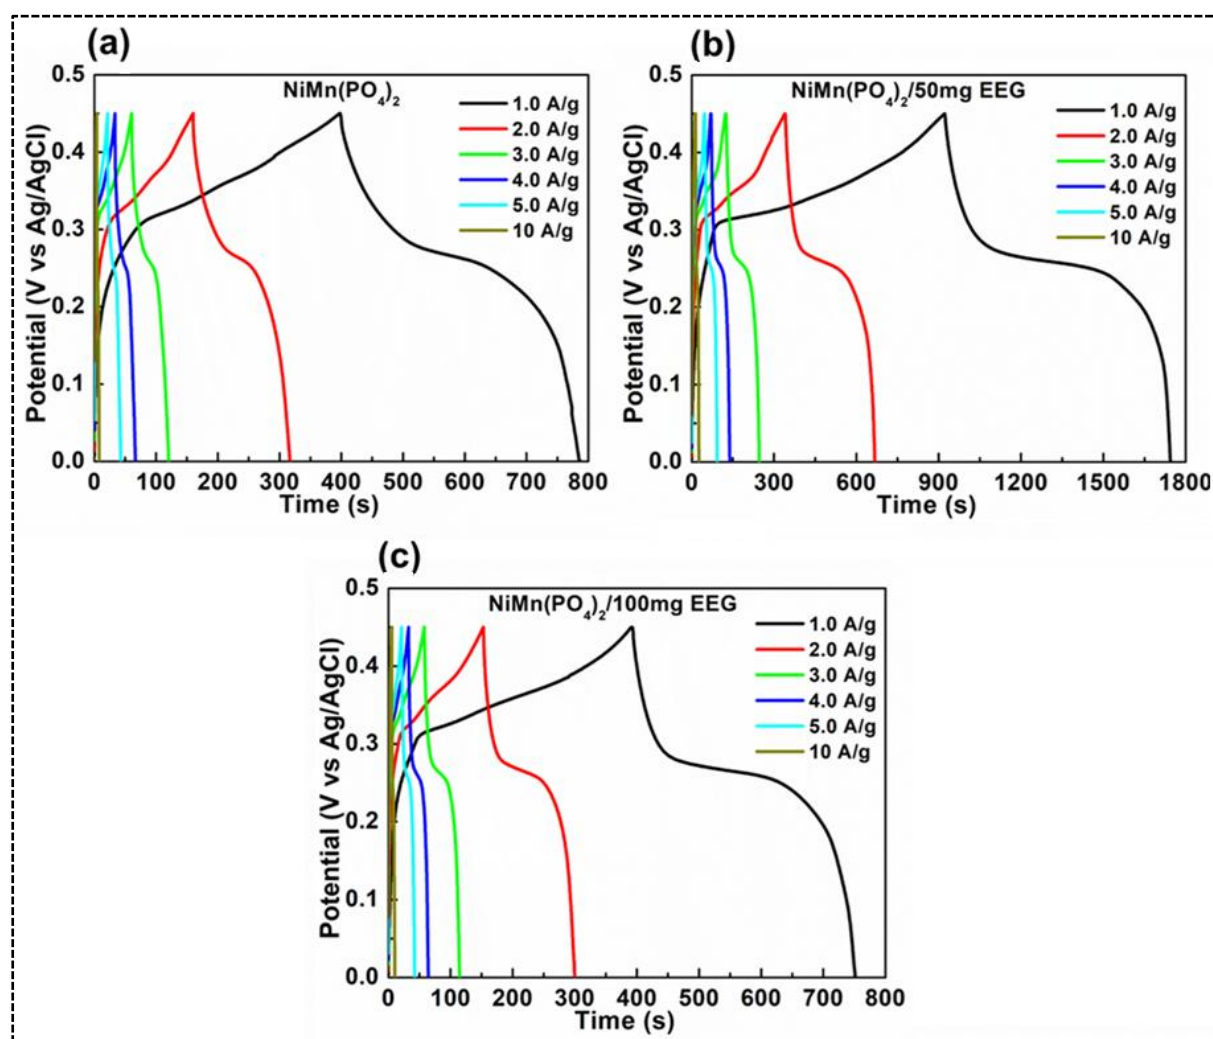 (a)
NiMn(PO4)2
1.0 A/g
2.0 A/g
3.0 A/g
4.0 A/g
5.0 A/g
10 A/g
0.5
0.4
0.3
0.2
0.1
0.0
Potential (V vs Ag/AgCl)
0 100 200 300 400 500 600 700 800
Time (s)
(b)
NiMn(PO4)2/50mg EEG
1.0 A/g
2.0 A/g
3.0 A/g
4.0 A/g
5.0 A/g
10 A/g
0.5
0.4
0.3
0.2
0.1
0.0
Potential (V vs Ag/AgCl)
0 300 600 900 1200 1500 1800
Time (s)
(c)
NiMn(PO4)2/100mg EEG
1.0 A/g
2.0 A/g
3.0 A/g
4.0 A/g
5.0 A/g
10 A/g
0.5
0.4
0.3
0.2
0.1
0.0
Potential (V vs Ag/AgCl)
0 100 200 300 400 500 600 700 800
Time (s)